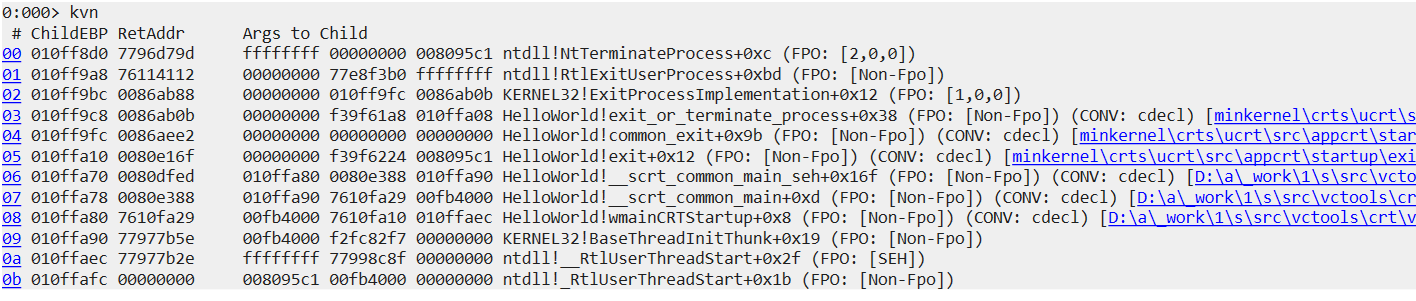 0:000> kvn
 # ChildEBP RetAddr      Args to Child
00 010ff8d0 7796d79d     ffffffff 00000000 008095c1 ntdll!NtTerminateProcess+0xc (FPO: [2,0,0])
01 010ff9a8 76114112     00000000 77e8f3b0 ffffffff ntdll!RtlExitUserProcess+0xbd (FPO: [Non-Fpo])
02 010ff9bc 0086ab88     00000000 010ff9fc 0086ab0b KERNEL32!ExitProcessImplementation+0x12 (FPO: [1,0,0])
03 010ff9c8 0086ab0b     00000000 f39f61a8 010ffa08 HelloWorld!exit_or_terminate_process+0x38 (FPO: [Non-Fpo]) (CONV: cdecl) [minkernel\crts\ucrt\s
04 010ff9fc 0086aee2     00000000 00000000 00000000 HelloWorld!common_exit+0x9b (FPO: [Non-Fpo]) (CONV: cdecl) [minkernel\crts\ucrt\src\appcrt\star
05 010ffa10 0080e16f     00000000 f39f6224 008095c1 HelloWorld!exit+0x12 (FPO: [Non-Fpo]) (CONV: cdecl) [minkernel\crts\ucrt\src\appcrt\startup\exi
06 010ffa70 0080dfed     010ffa80 0080e388 010ffa90 HelloWorld!__scrt_common_main_seh+0x16f (FPO: [Non-Fpo]) (CONV: cdecl) [D:\a\_work\1\s\src\vcto
07 010ffa78 0080e388     010ffa90 7610fa29 00fb4000 HelloWorld!__scrt_common_main+0xd (FPO: [Non-Fpo]) (CONV: cdecl) [D:\a\_work\1\s\src\vctools\cr
08 010ffa80 7610fa29     00fb4000 7610fa10 010ffaec HelloWorld!wmainCRTStartup+0x8 (FPO: [Non-Fpo]) (CONV: cdecl) [D:\a\_work\1\s\src\vctools\crt\v
09 010ffa90 77977b5e     00fb4000 f2fc82f7 00000000 KERNEL32!BaseThreadInitThunk+0x19 (FPO: [Non-Fpo])
0a 010ffaec 77977b2e     ffffffff 77998c8f 00000000 ntdll!__RtlUserThreadStart+0x2f (FPO: [SEH])
0b 010ffafc 00000000     008095c1 00fb4000 00000000 ntdll!_RtlUserThreadStart+0x1b (FPO: [Non-Fpo])